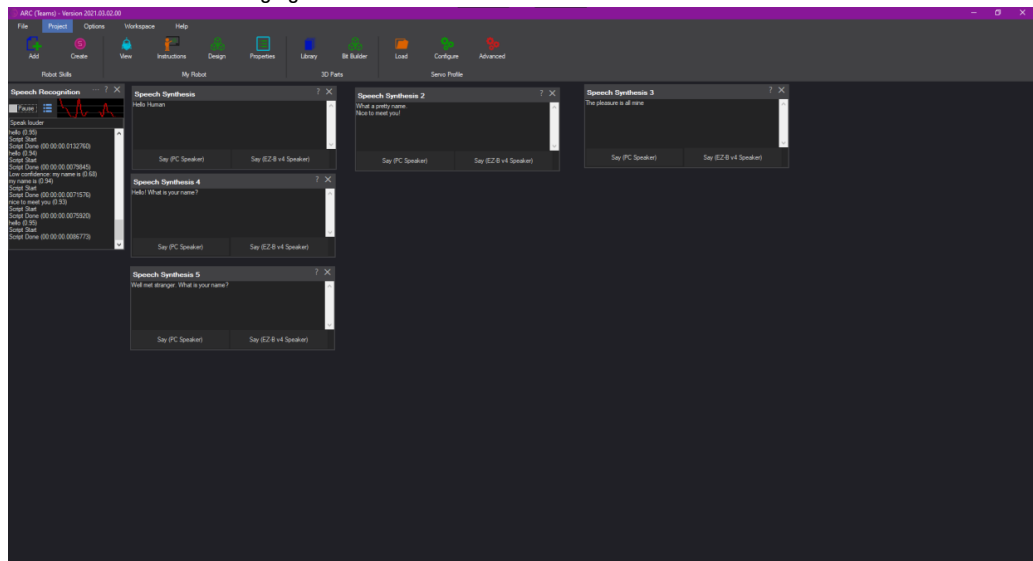 ARC (Teams) - Version 2021.03.02.00
File Project Options Workspace Help
Add Create View Instructions Design Properties Library Bit Builder Load Configure Advanced
Robot Skills My Robot 3D Parts Servo Profile
Speech Recognition
Pause
Speak louder
hello (0.95)
Script Start
Script Done (00:00:00.0132760)
hello (0.94)
Script Start
Script Done (00:00:00.0079845)
Low confidence: my name is (0.68)
my name is (0.94)
Script Start
Script Done (00:00:00.0071576)
nice to meet you (0.93)
Script Start
Script Done (00:00:00.0075920)
hello (0.95)
Script Start
Script Done (00:00:00.0086773)
Speech Synthesis
Hello Human
Say (PC Speaker) Say (EZ-B v4 Speaker)
Speech Synthesis 2
What a pretty name.
Nice to meet you!
Say (PC Speaker) Say (EZ-B v4 Speaker)
Speech Synthesis 3
The pleasure is all mine
Say (PC Speaker) Say (EZ-B v4 Speaker)
Speech Synthesis 4
Hello! What is your name?
Say (PC Speaker) Say (EZ-B v4 Speaker)
Speech Synthesis 5
Well met stranger. What is your name?
Say (PC Speaker) Say (EZ-B v4 Speaker)